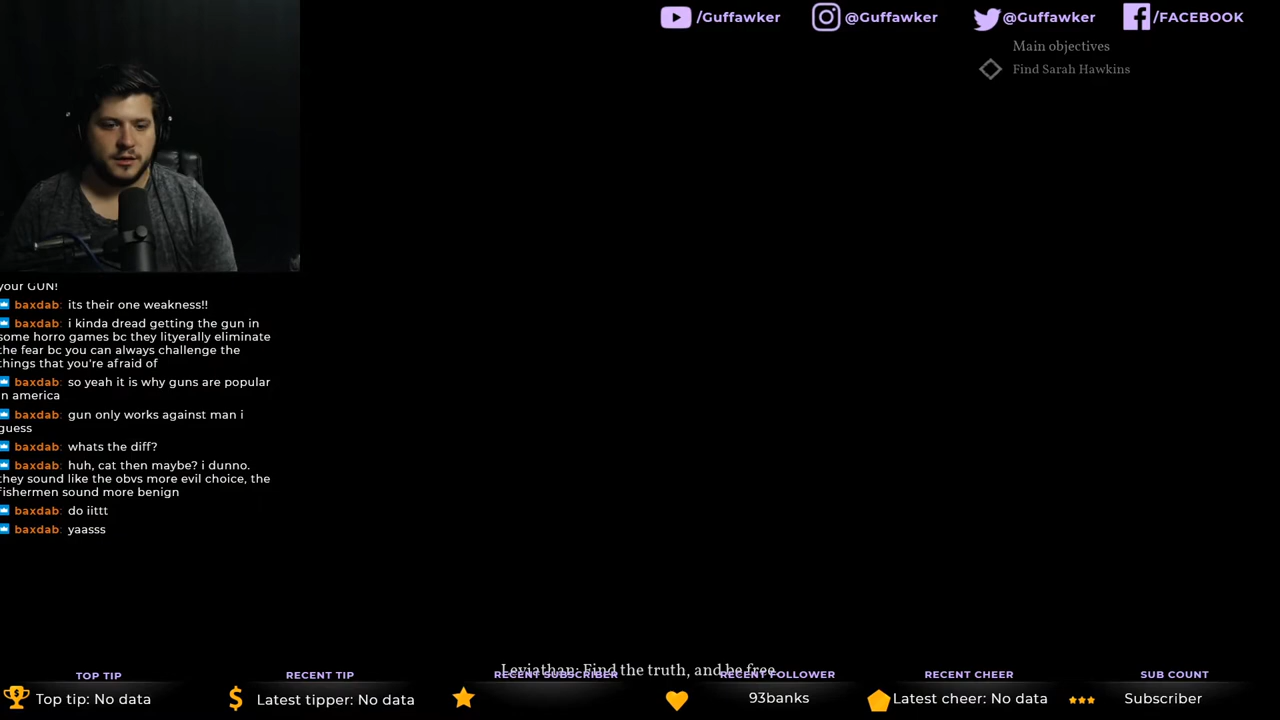 /Guffawker @Guffawker @Guffawker /FACEBOOK
Main objectives
Find Sarah Hawkins
your GUN!
baxdab: its their one weakness!!
baxdab: i kinda dread getting the gun in
some horro games bc they lityerally eliminate
the fear bc you can always challenge the
things that you're afraid of
baxdab: so yeah it is why guns are popular
n america
baxdab: gun only works against man i
guess
baxdab: whats the diff?
baxdab: huh, cat then maybe? i dunno.
they sound like the obvs more evil choice, the
fishermen sound more benign
baxdab: do iittt
baxdab: yaasss
Leviathan: Find the truth, and be free.
TOP TIP RECENT TIP RECENT SUBSCRIBER RECENT FOLLOWER RECENT CHEER SUB COUNT
Top tip: No data Latest tipper: No data 93banks Latest cheer: No data Subscriber